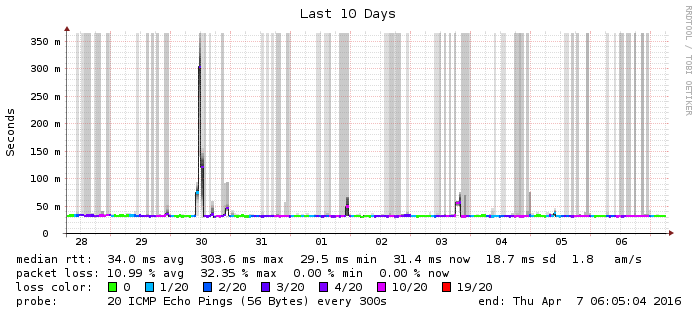 Last 10 Days
RRDTOOL / TOBI OETIKER
Seconds
350 m
300 m
250 m
200 m
150 m
100 m
50 m
0
28 29 30 31 01 02 03 04 05 06
median rtt: 34.0 ms avg 303.6 ms max 29.5 ms min 31.4 ms now 18.7 ms sd 1.8 am/s
packet loss: 10.99 % avg 32.35 % max 0.00 % min 0.00 % now
loss color: 0 1/20 2/20 3/20 4/20 10/20 19/20
probe: 20 ICMP Echo Pings (56 Bytes) every 300s end: Thu Apr 7 06:05:04 2016